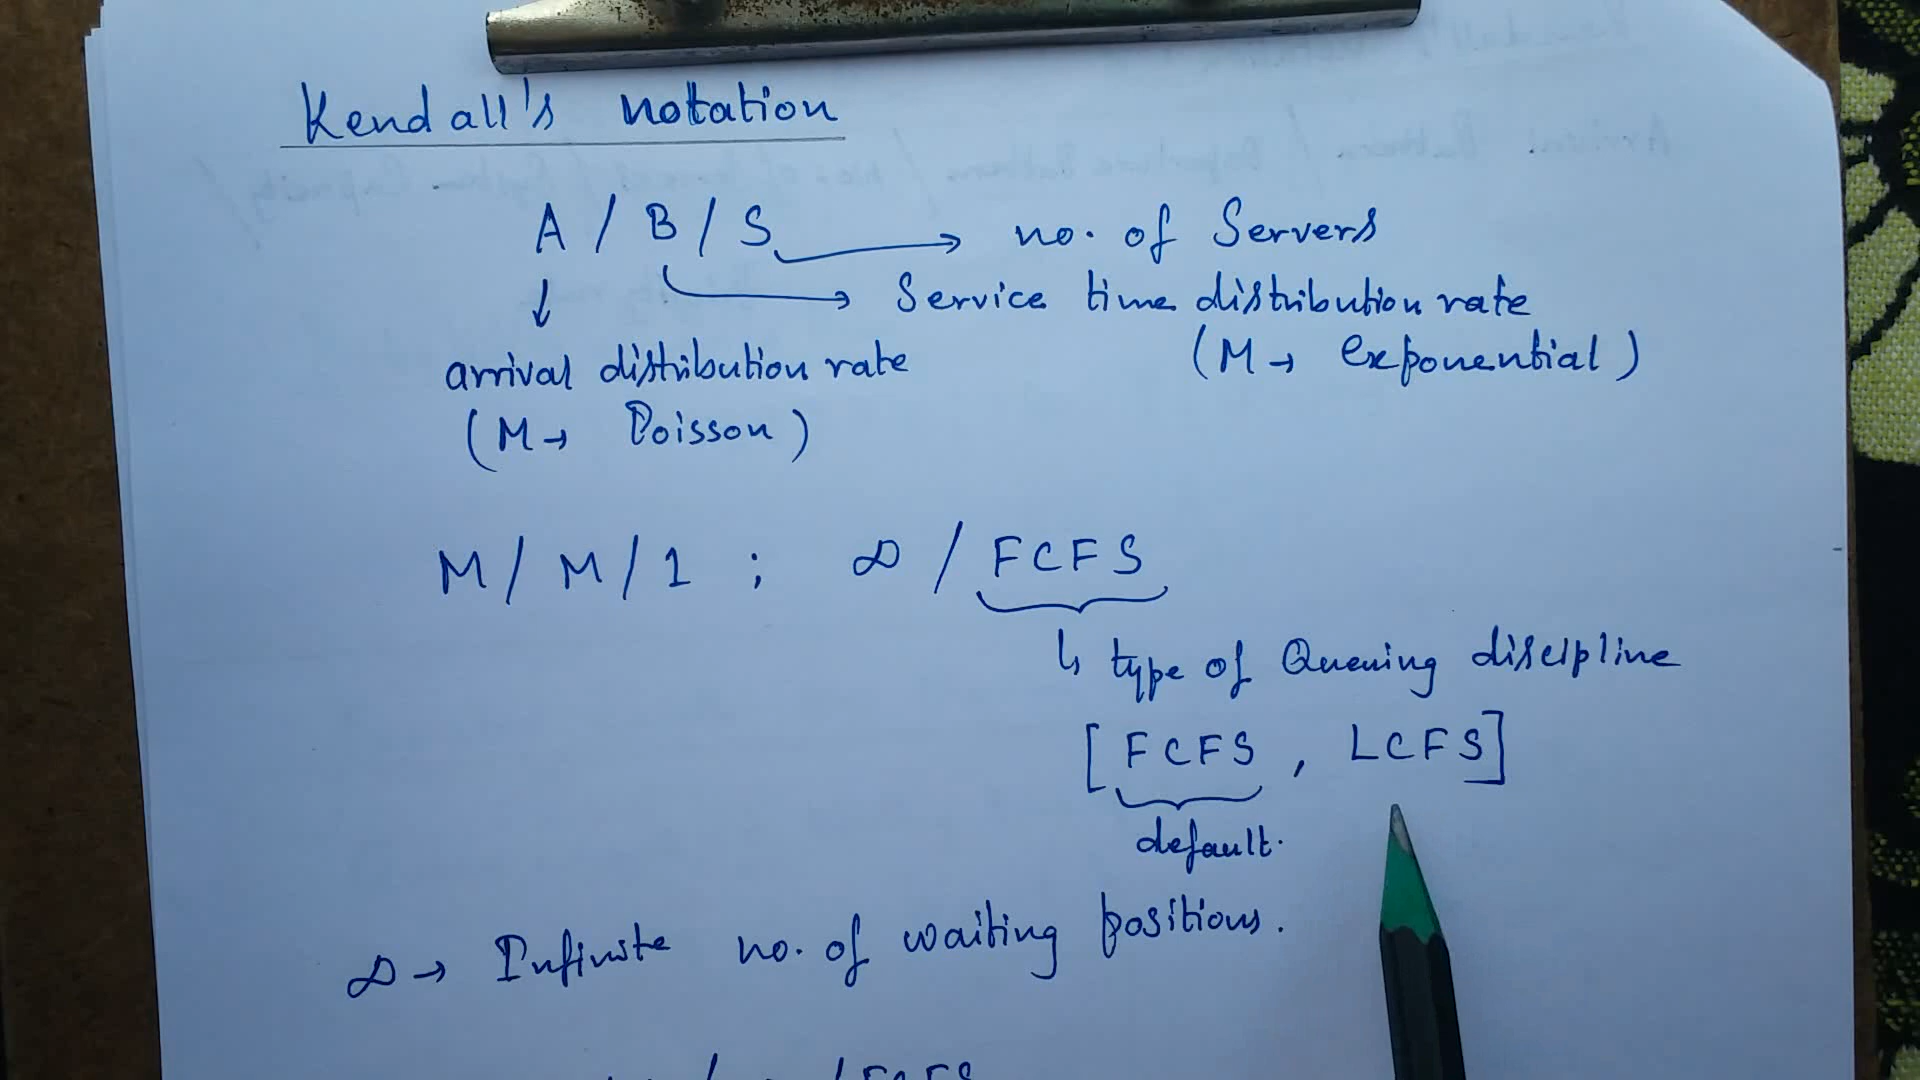 Kendall's notation
A / B / S → no. of Servers
↓ → Service time distribution rate
arrival distribution rate (M → exponential)
(M → Poisson)
M / M / 1 ; ∞ / FCFS
↳ type of Queuing discipline
[FCFS, LCFS]
default.
∞ → Infinite no. of waiting positions.
/ FCFS